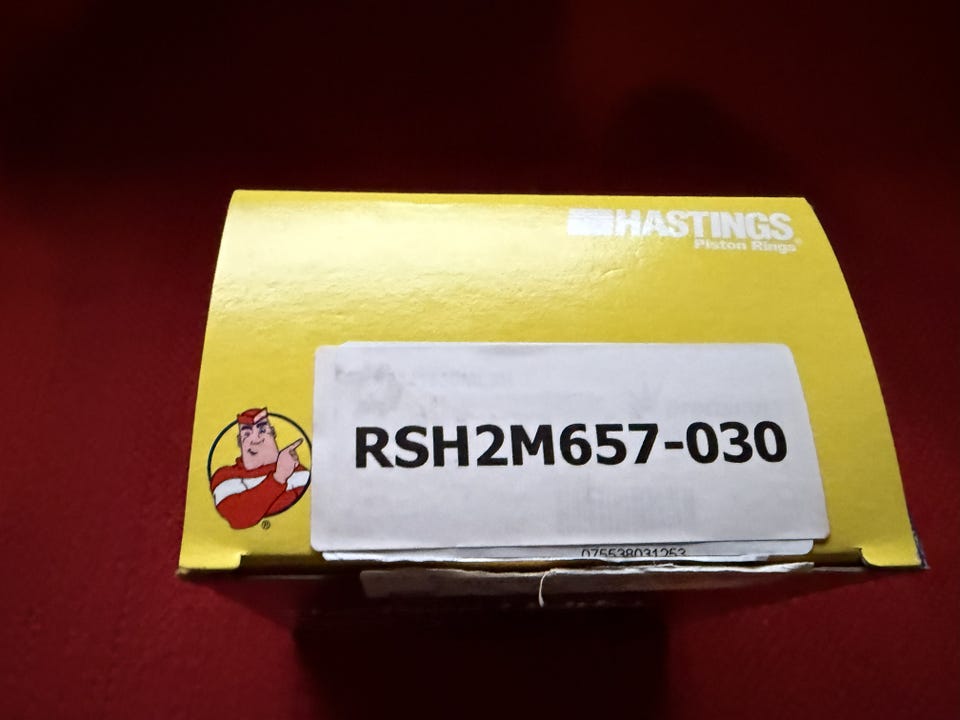 HASTINGS
Piston Rings®
RSH2M657-030
®
075538031253